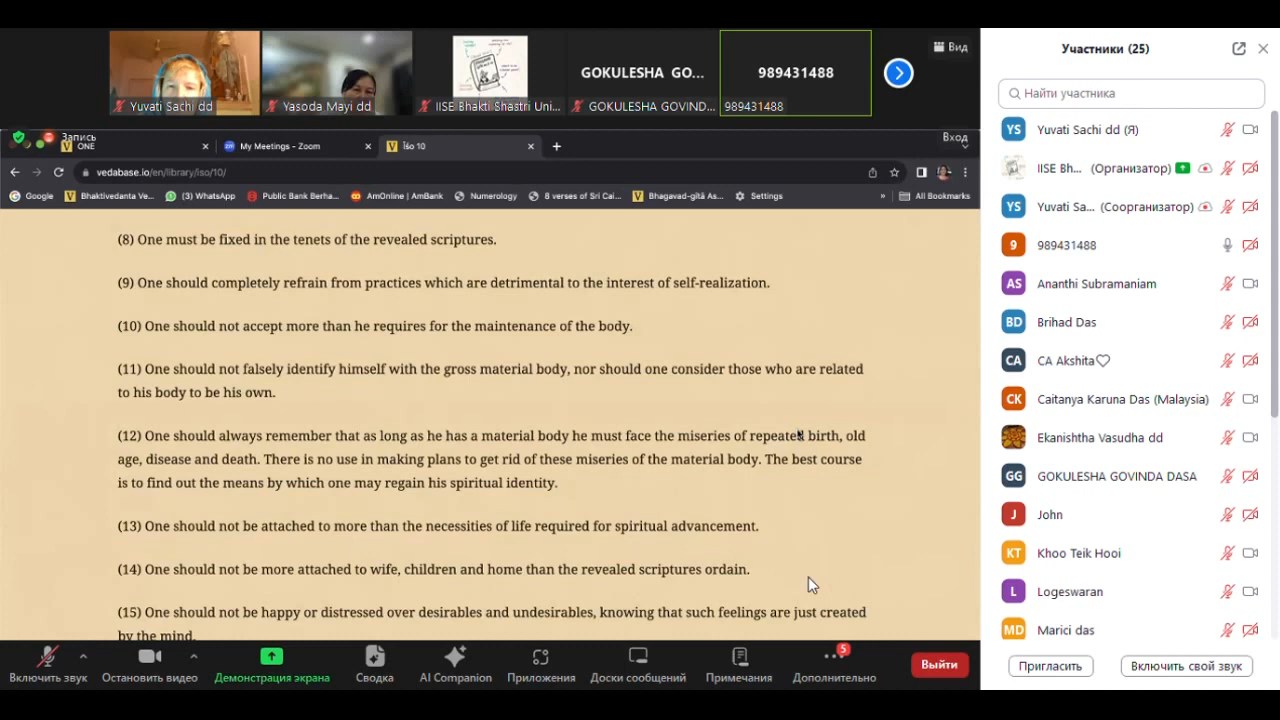 Вид
Участники (25)
GOKULESHA GO...
989431488
Yuvati Sachi dd
Yasoda Mayi dd
IISE Bhakti Shastri Uni...
GOKULESHA GOVIND...
989431488
Найти участника
Запись
ONE
My Meetings - Zoom
īso 10
Вход
vedabase.io/en/library/iso/10/
Google
Bhaktivedanta Ve...
(3) WhatsApp
Public Bank Berha...
AmOnline | AmBank
Numerology
8 verses of Sri Cai...
Bhagavad-gītā As...
Settings
»
All Bookmarks
(8) One must be fixed in the tenets of the revealed scriptures.
(9) One should completely refrain from practices which are detrimental to the interest of self-realization.
(10) One should not accept more than he requires for the maintenance of the body.
(11) One should not falsely identify himself with the gross material body, nor should one consider those who are related
to his body to be his own.
(12) One should always remember that as long as he has a material body he must face the miseries of repeated birth, old
age, disease and death. There is no use in making plans to get rid of these miseries of the material body. The best course
is to find out the means by which one may regain his spiritual identity.
(13) One should not be attached to more than the necessities of life required for spiritual advancement.
(14) One should not be more attached to wife, children and home than the revealed scriptures ordain.
(15) One should not be happy or distressed over desirables and undesirables, knowing that such feelings are just created
by the mind.
YS Yuvati Sachi dd (Я)
IISE Bh... (Организатор)
YS Yuvati Sa... (Соорганизатор)
9 989431488
AS Ananthi Subramaniam
BD Brihad Das
CA CA Akshita♡
CK Caitanya Karuna Das (Malaysia)
Ekanishtha Vasudha dd
GG GOKULESHA GOVINDA DASA
J John
KT Khoo Teik Hooi
L Logeswaran
MD Marici das
Включить звук
Остановить видео
Демонстрация экрана
Сводка
AI Companion
Приложения
Доски сообщений
Примечания
5
Дополнительно
Выйти
Пригласить
Включить свой звук